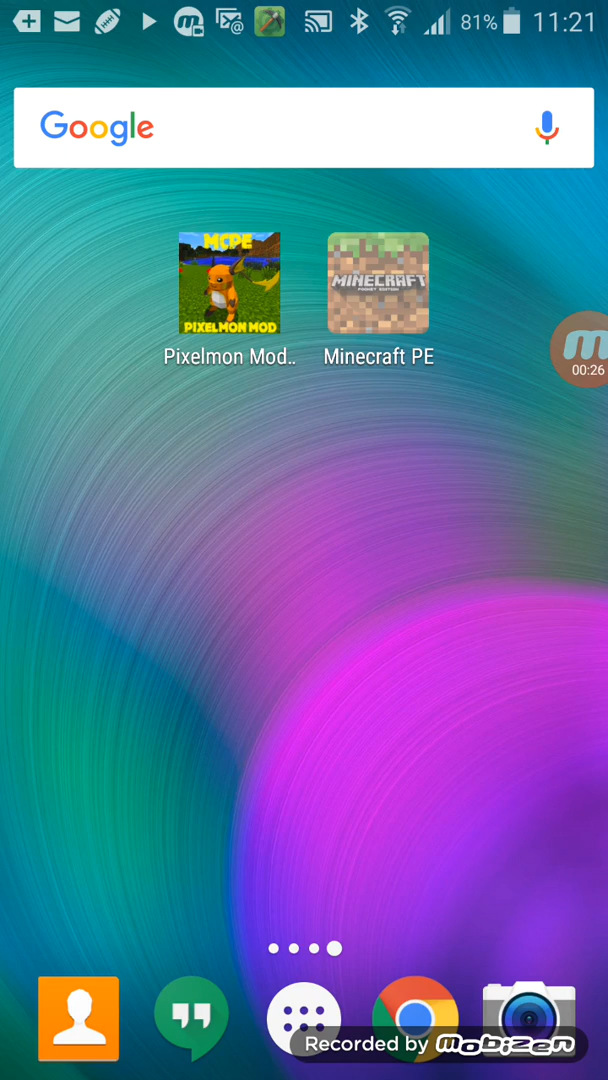 81% 11:21
Google
MCPE
PIXELMON MOD
MINECRAFT
POCKET EDITION
Pixelmon Mod..
Minecraft PE
00:26
Recorded by Mobizen